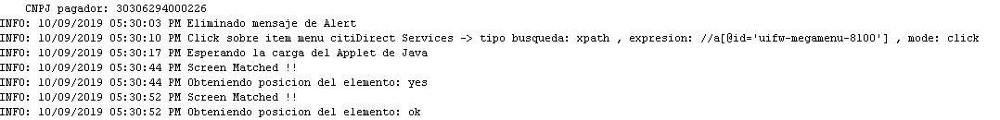 CNPJ pagador: 30306294000226
INFO: 10/09/2019 05:30:03 PM Eliminado mensaje de Alert
INFO: 10/09/2019 05:30:10 PM Click sobre item menu citiDirect Services -> tipo busqueda: xpath , expresion: //a[@id='uifw-megamenu-8100'] , mode: click
INFO: 10/09/2019 05:30:17 PM Esperando la carga del Applet de Java
INFO: 10/09/2019 05:30:44 PM Screen Matched !!
INFO: 10/09/2019 05:30:44 PM Obteniendo posicion del elemento: yes
INFO: 10/09/2019 05:30:52 PM Screen Matched !!
INFO: 10/09/2019 05:30:52 PM Obteniendo posicion del elemento: ok